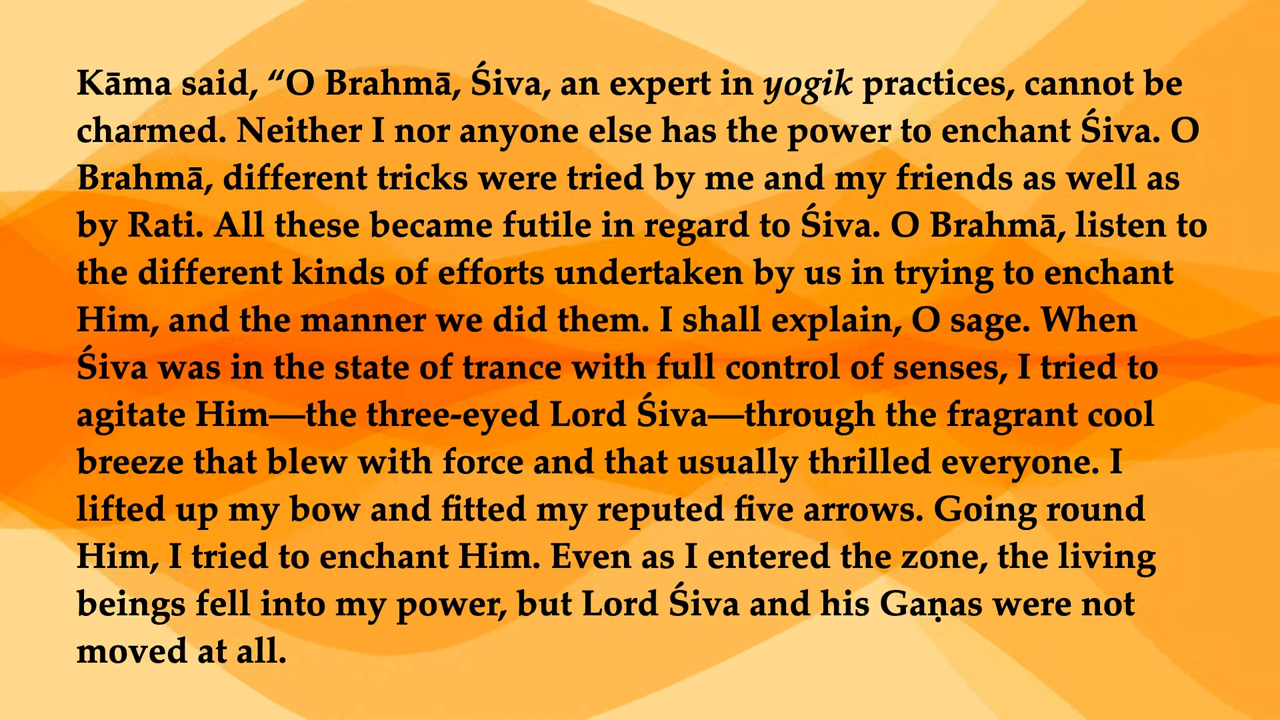 Kāma said, “O Brahmā, Śiva, an expert in yogik practices, cannot be
charmed. Neither I nor anyone else has the power to enchant Śiva. O
Brahmā, different tricks were tried by me and my friends as well as
by Rati. All these became futile in regard to Śiva. O Brahmā, listen to
the different kinds of efforts undertaken by us in trying to enchant
Him, and the manner we did them. I shall explain, O sage. When
Śiva was in the state of trance with full control of senses, I tried to
agitate Him—the three-eyed Lord Śiva—through the fragrant cool
breeze that blew with force and that usually thrilled everyone. I
lifted up my bow and fitted my reputed five arrows. Going round
Him, I tried to enchant Him. Even as I entered the zone, the living
beings fell into my power, but Lord Śiva and his Gaṇas were not
moved at all.